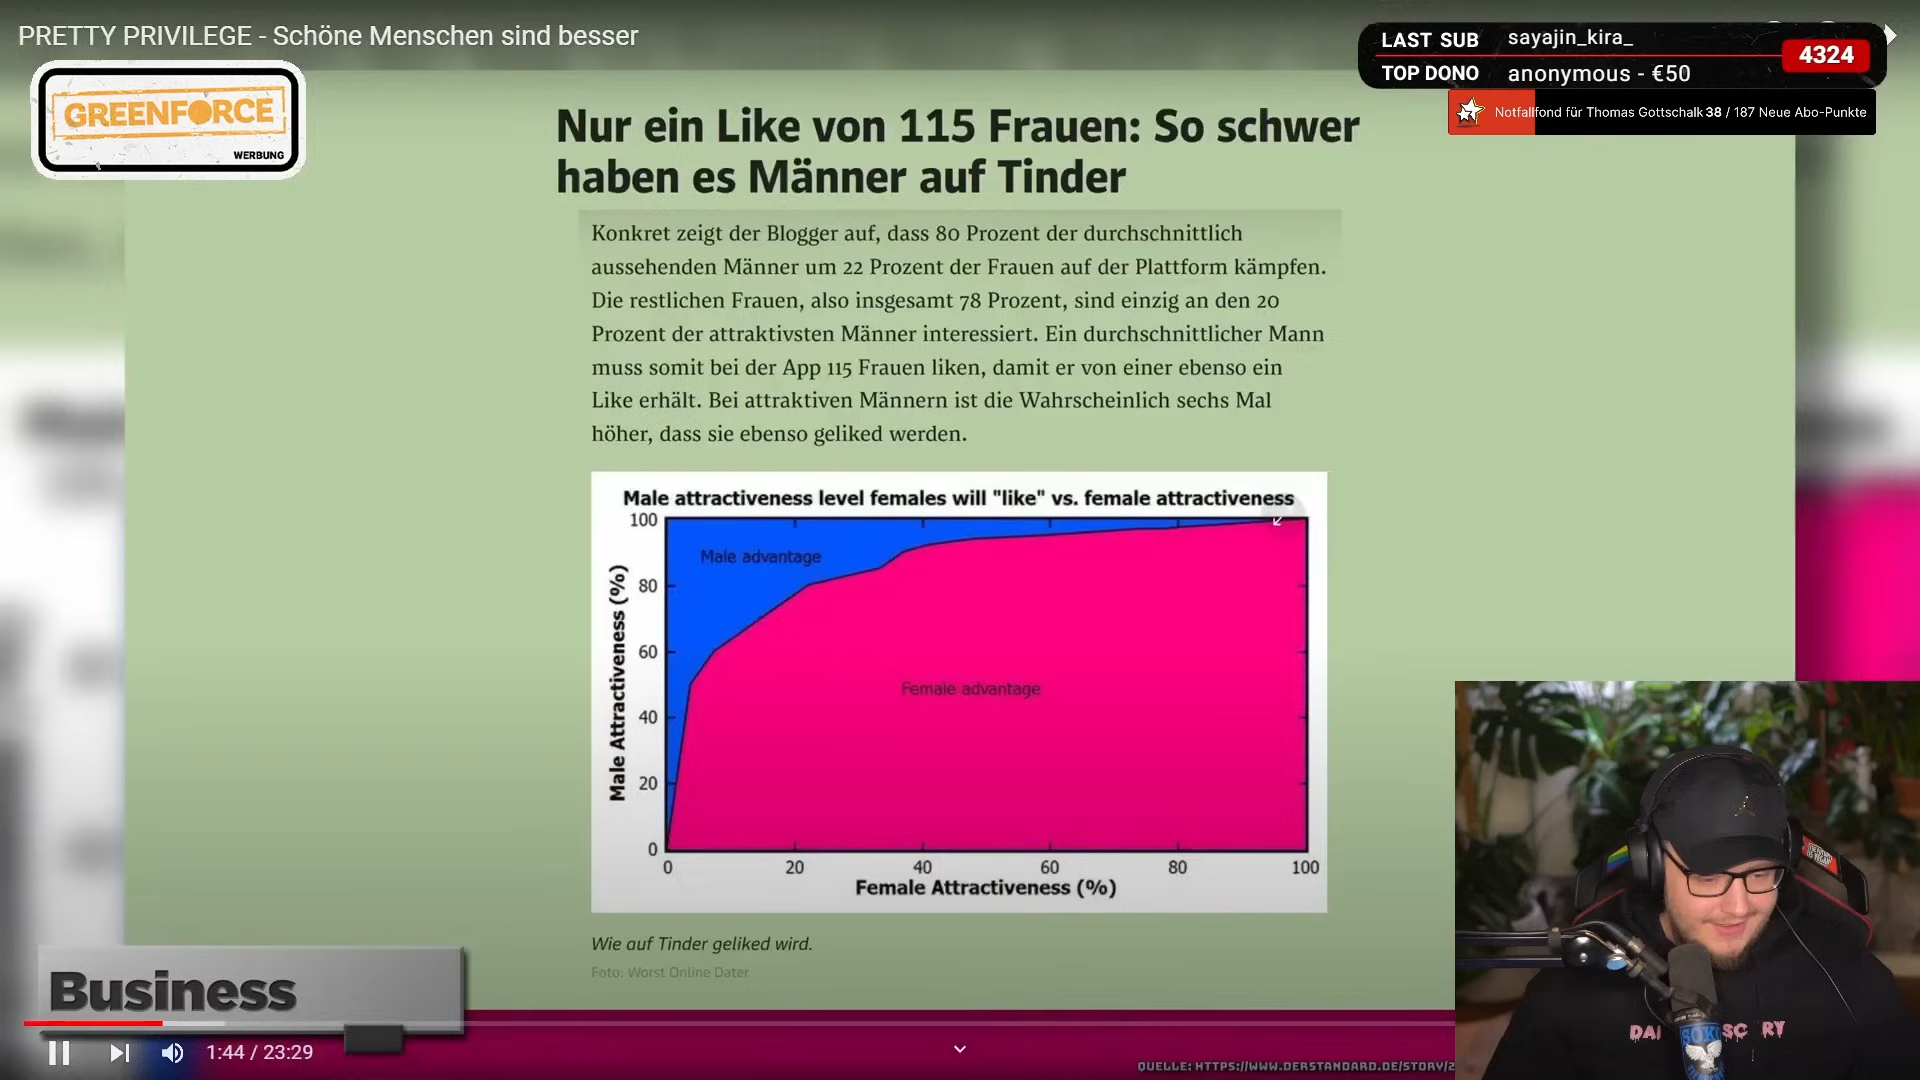 PRETTY PRIVILEGE - Schöne Menschen sind besser
LAST SUB sayajin_kira_
4324
TOP DONO anonymous - €50
Notfallfond für Thomas Gottschalk 38 / 187 Neue Abo-Punkte
GREENFORCE
WERBUNG
Nur ein Like von 115 Frauen: So schwer
haben es Männer auf Tinder
Konkret zeigt der Blogger auf, dass 80 Prozent der durchschnittlich
aussehenden Männer um 22 Prozent der Frauen auf der Plattform kämpfen.
Die restlichen Frauen, also insgesamt 78 Prozent, sind einzig an den 20
Prozent der attraktivsten Männer interessiert. Ein durchschnittlicher Mann
muss somit bei der App 115 Frauen liken, damit er von einer ebenso ein
Like erhält. Bei attraktiven Männern ist die Wahrscheinlich sechs Mal
höher, dass sie ebenso geliked werden.
Male attractiveness level females will "like" vs. female attractiveness
Male Attractiveness (%)
100
80
60
40
20
0
Male advantage
Female advantage
0 20 40 60 80 100
Female Attractiveness (%)
Wie auf Tinder geliked wird.
Foto: Worst Online Dater
Business
1:44 / 23:29
QUELLE: HTTPS://WWW.DERSTANDARD.DE/STORY/2